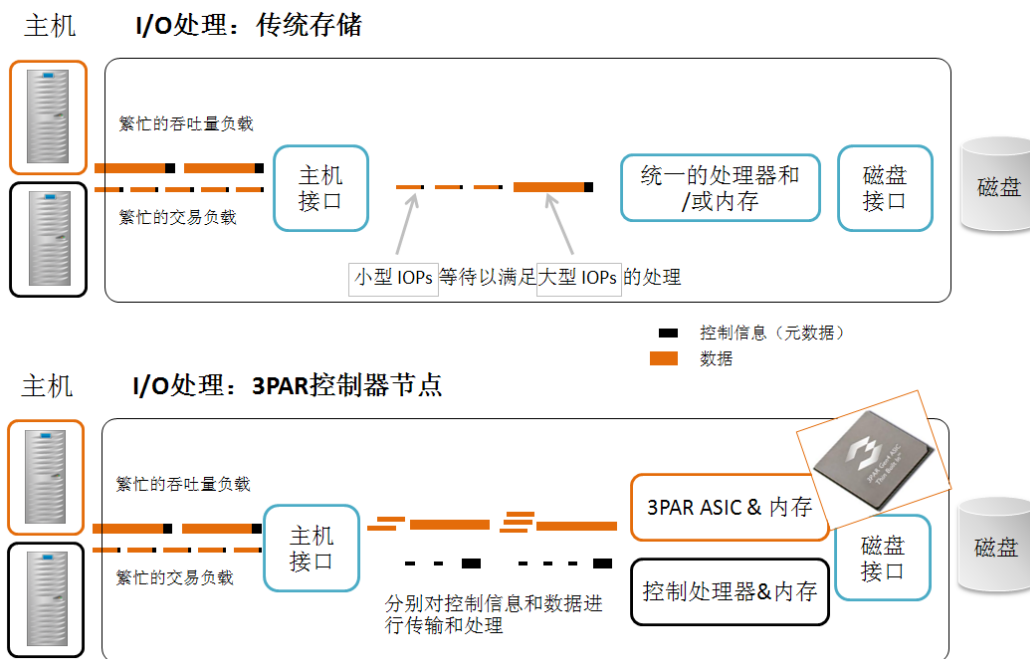 主机
I/O处理：传统存储
繁忙的吞吐量负载
繁忙的交易负载
主机
接口
统一的处理器和
/或内存
磁盘
接口
磁盘
小型 IOPs 等待以满足大型 IOPs 的处理
控制信息（元数据）
数据
主机
I/O处理：3PAR控制器节点
繁忙的吞吐量负载
繁忙的交易负载
主机
接口
分别对控制信息和数据进
行传输和处理
3PAR ASIC & 内存
控制处理器&内存
3PAR Gen4 ASIC
Thin Built In™
磁盘
接口
磁盘